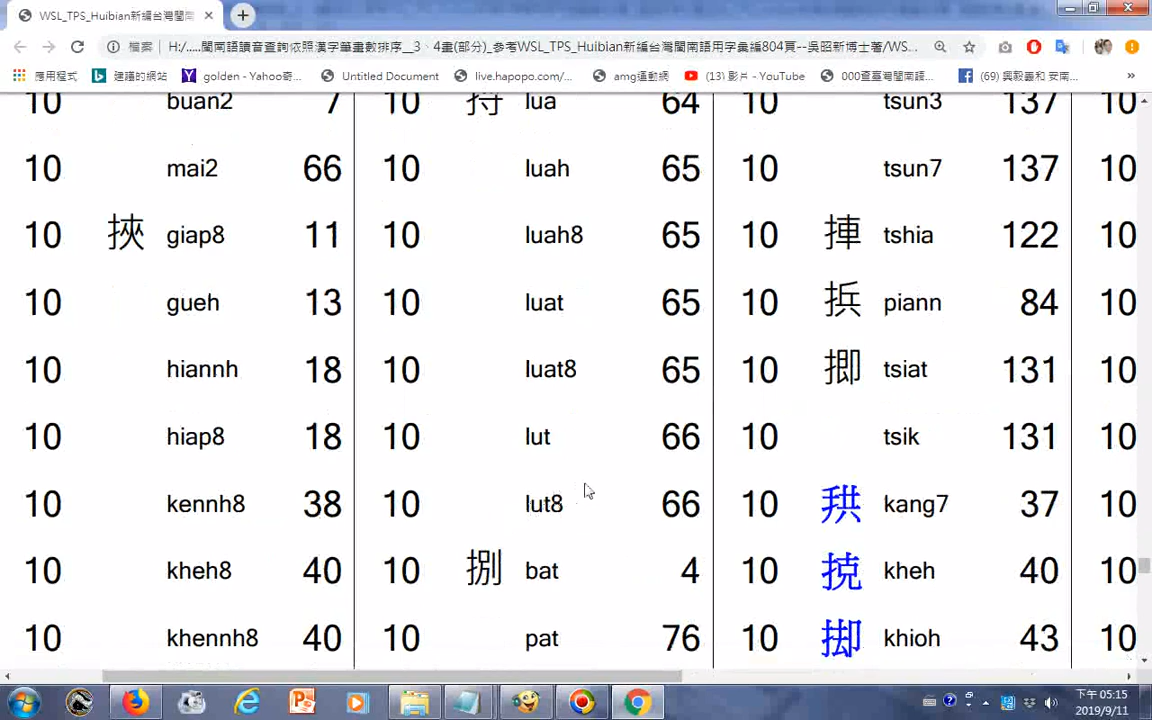 WSL_TPS_Huibian新編台灣閩南
檔案 H:/.....閩南語讀音查詢依照漢字筆畫數排序__3、4畫(部分)_參考WSL_TPS_Huibian新編台灣閩南語用字彙編804頁--吳昭新博士著/WS...
應用程式 建議的網站 golden - Yahoo奇... Untitled Document live.hapopo.com/... amg運動網 (13) 影片 - YouTube 000查臺灣閩南語... (69) 興毅義和 安南... »
10 buan2 7 10 捋 lua 64 10 tsun3 137 10
10 mai2 66 10 luah 65 10 tsun7 137 10
10 挾 giap8 11 10 luah8 65 10 捙 tshia 122 10
10 gueh 13 10 luat 65 10 捠 piann 84 10
10 hiannh 18 10 luat8 65 10 揤 tsiat 131 10
10 hiap8 18 10 lut 66 10 tsik 131 10
10 kennh8 38 10 lut8 66 10 kang7 37 10
10 kheh8 40 10 捌 bat 4 10 kheh 40 10
10 khennh8 40 10 pat 76 10 khioh 43 10
下午 05:15
2019/9/11